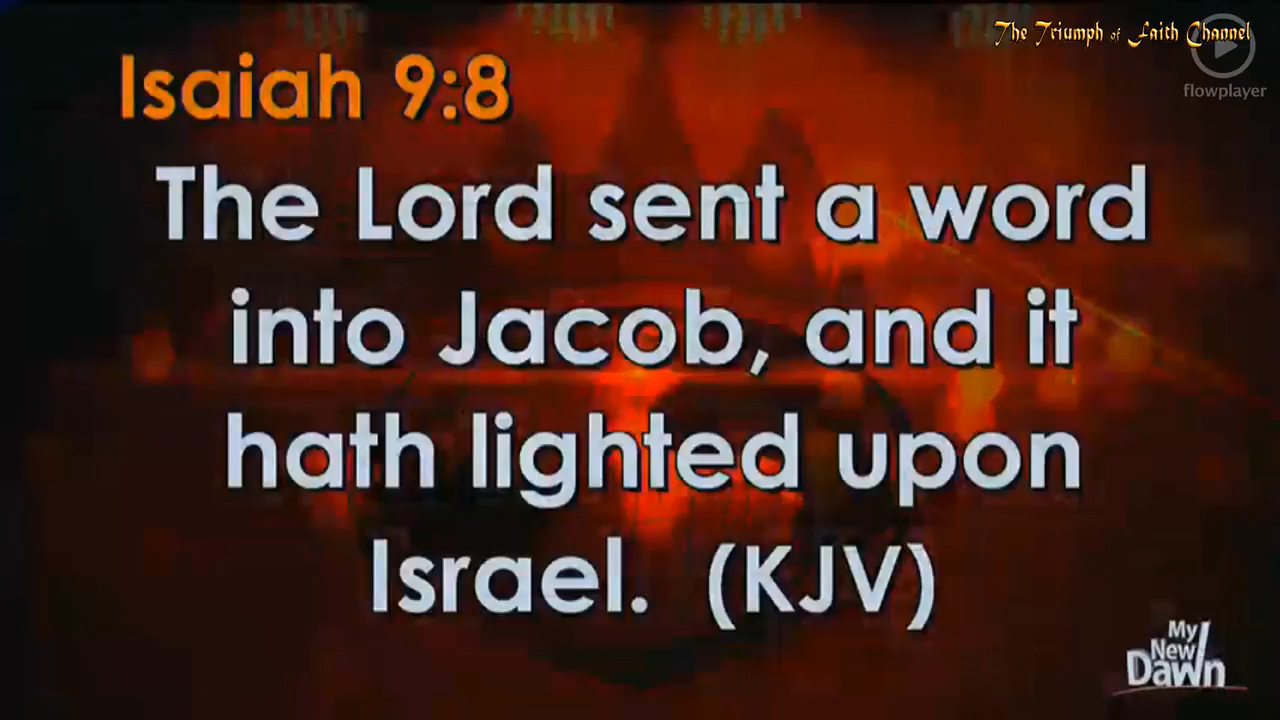 The Triumph of Faith Channel
flowplayer
Isaiah 9:8
The Lord sent a word
into Jacob, and it
hath lighted upon
Israel. (KJV)
My
New
Dawn